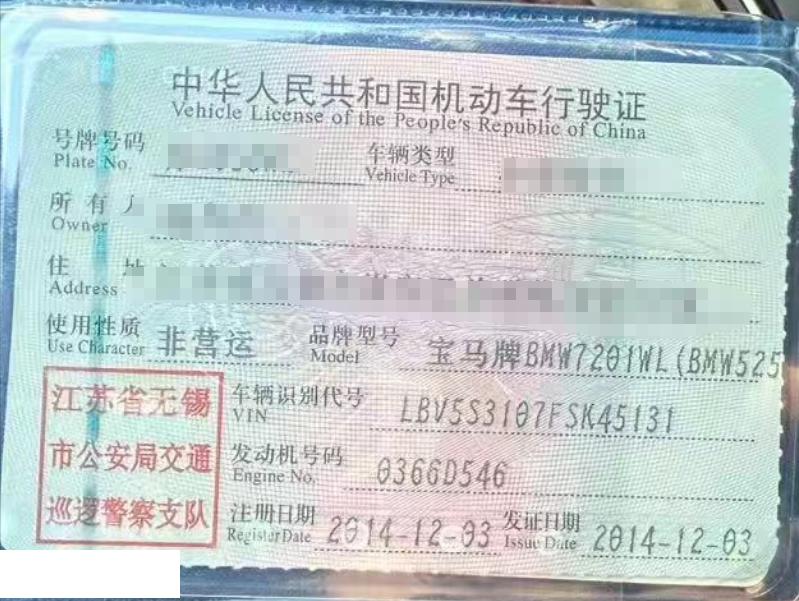 中华人民共和国机动车行驶证
Vehicle License of the People's Republic of China
号牌号码 车辆类型
Plate No. Vehicle Type
所有人
Owner
住址
Address
使用性质 非营运 品牌型号 宝马牌BMW7201WL(BMW525
Use Character Model
江苏省无锡
市公安局交通
巡逻警察支队
车辆识别代号 LBV5S3107FSK45131
VIN
发动机号码 0366D546
Engine No.
注册日期 2014-12-03 发证日期 2014-12-03
Register Date Issue Date